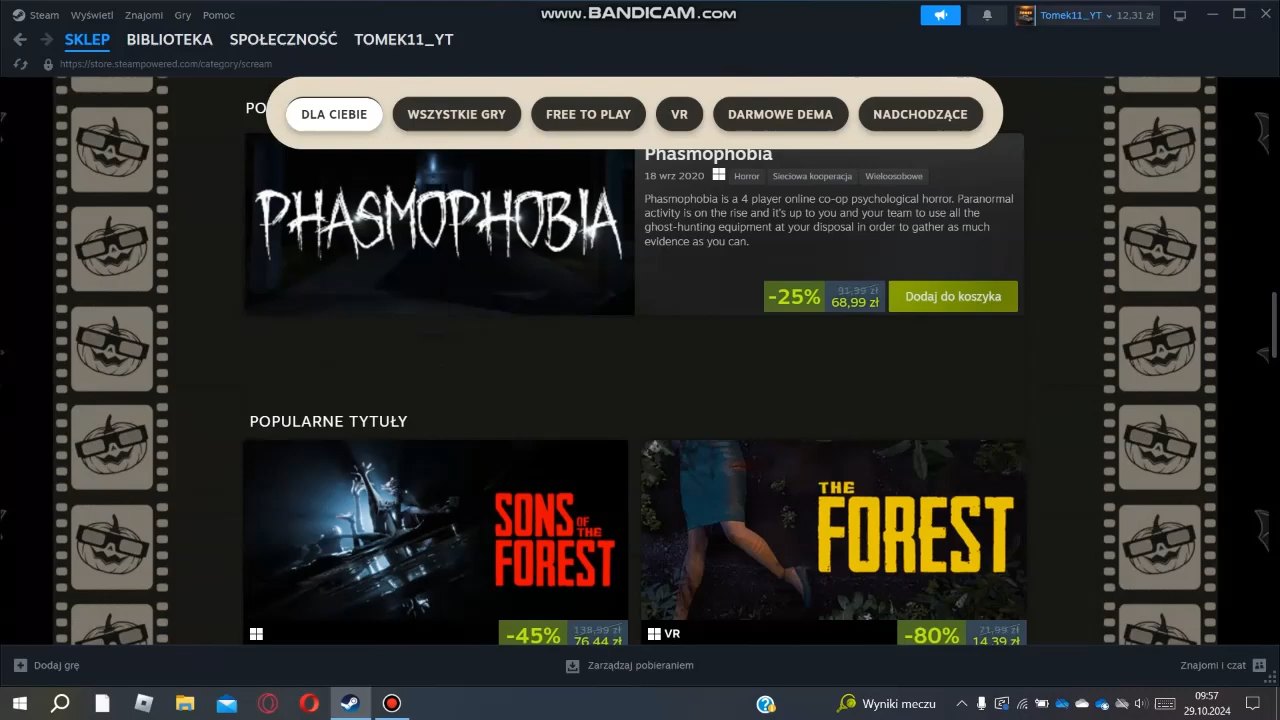 www.BANDICAM.com
Steam Wyświetl Znajomi Gry Pomoc
Tomek11_YT 12,31 zł
SKLEP BIBLIOTEKA SPOŁECZNOŚĆ TOMEK11_YT
https://store.steampowered.com/category/scream
PO
DLA CIEBIE WSZYSTKIE GRY FREE TO PLAY VR DARMOWE DEMA NADCHODZĄCE
PHASMOPHOBIA
Phasmophobia
18 wrz 2020 Horror Sieciowa kooperacja Wieloosobowe
Phasmophobia is a 4 player online co-op psychological horror. Paranormal
activity is on the rise and it's up to you and your team to use all the
ghost-hunting equipment at your disposal in order to gather as much
evidence as you can.
-25% 91,99 zł
68,99 zł
Dodaj do koszyka
POPULARNE TYTUŁY
SONS OF THE FOREST
THE FOREST
-45% 138,99 zł
76,44 zł
VR
-80% 71,99 zł
14,39 zł
Dodaj grę Zarządzaj pobieraniem Znajomi i czat
Wyniki meczu
09:57
29.10.2024